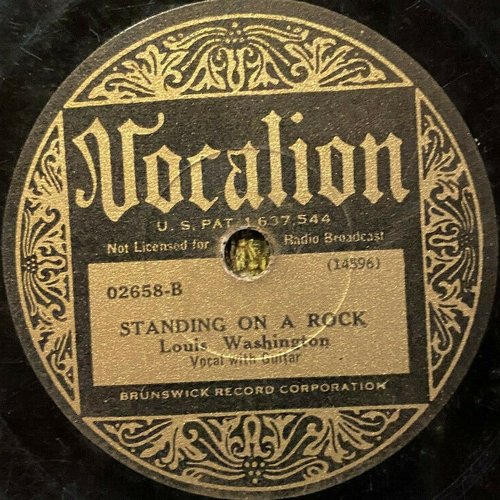 Vocalion
U. S. PAT. 1,637,544
Not Licensed for Radio Broadcast
(14596)
02658-B
STANDING ON A ROCK
Louis Washington
Vocal with Guitar
BRUNSWICK RECORD CORPORATION